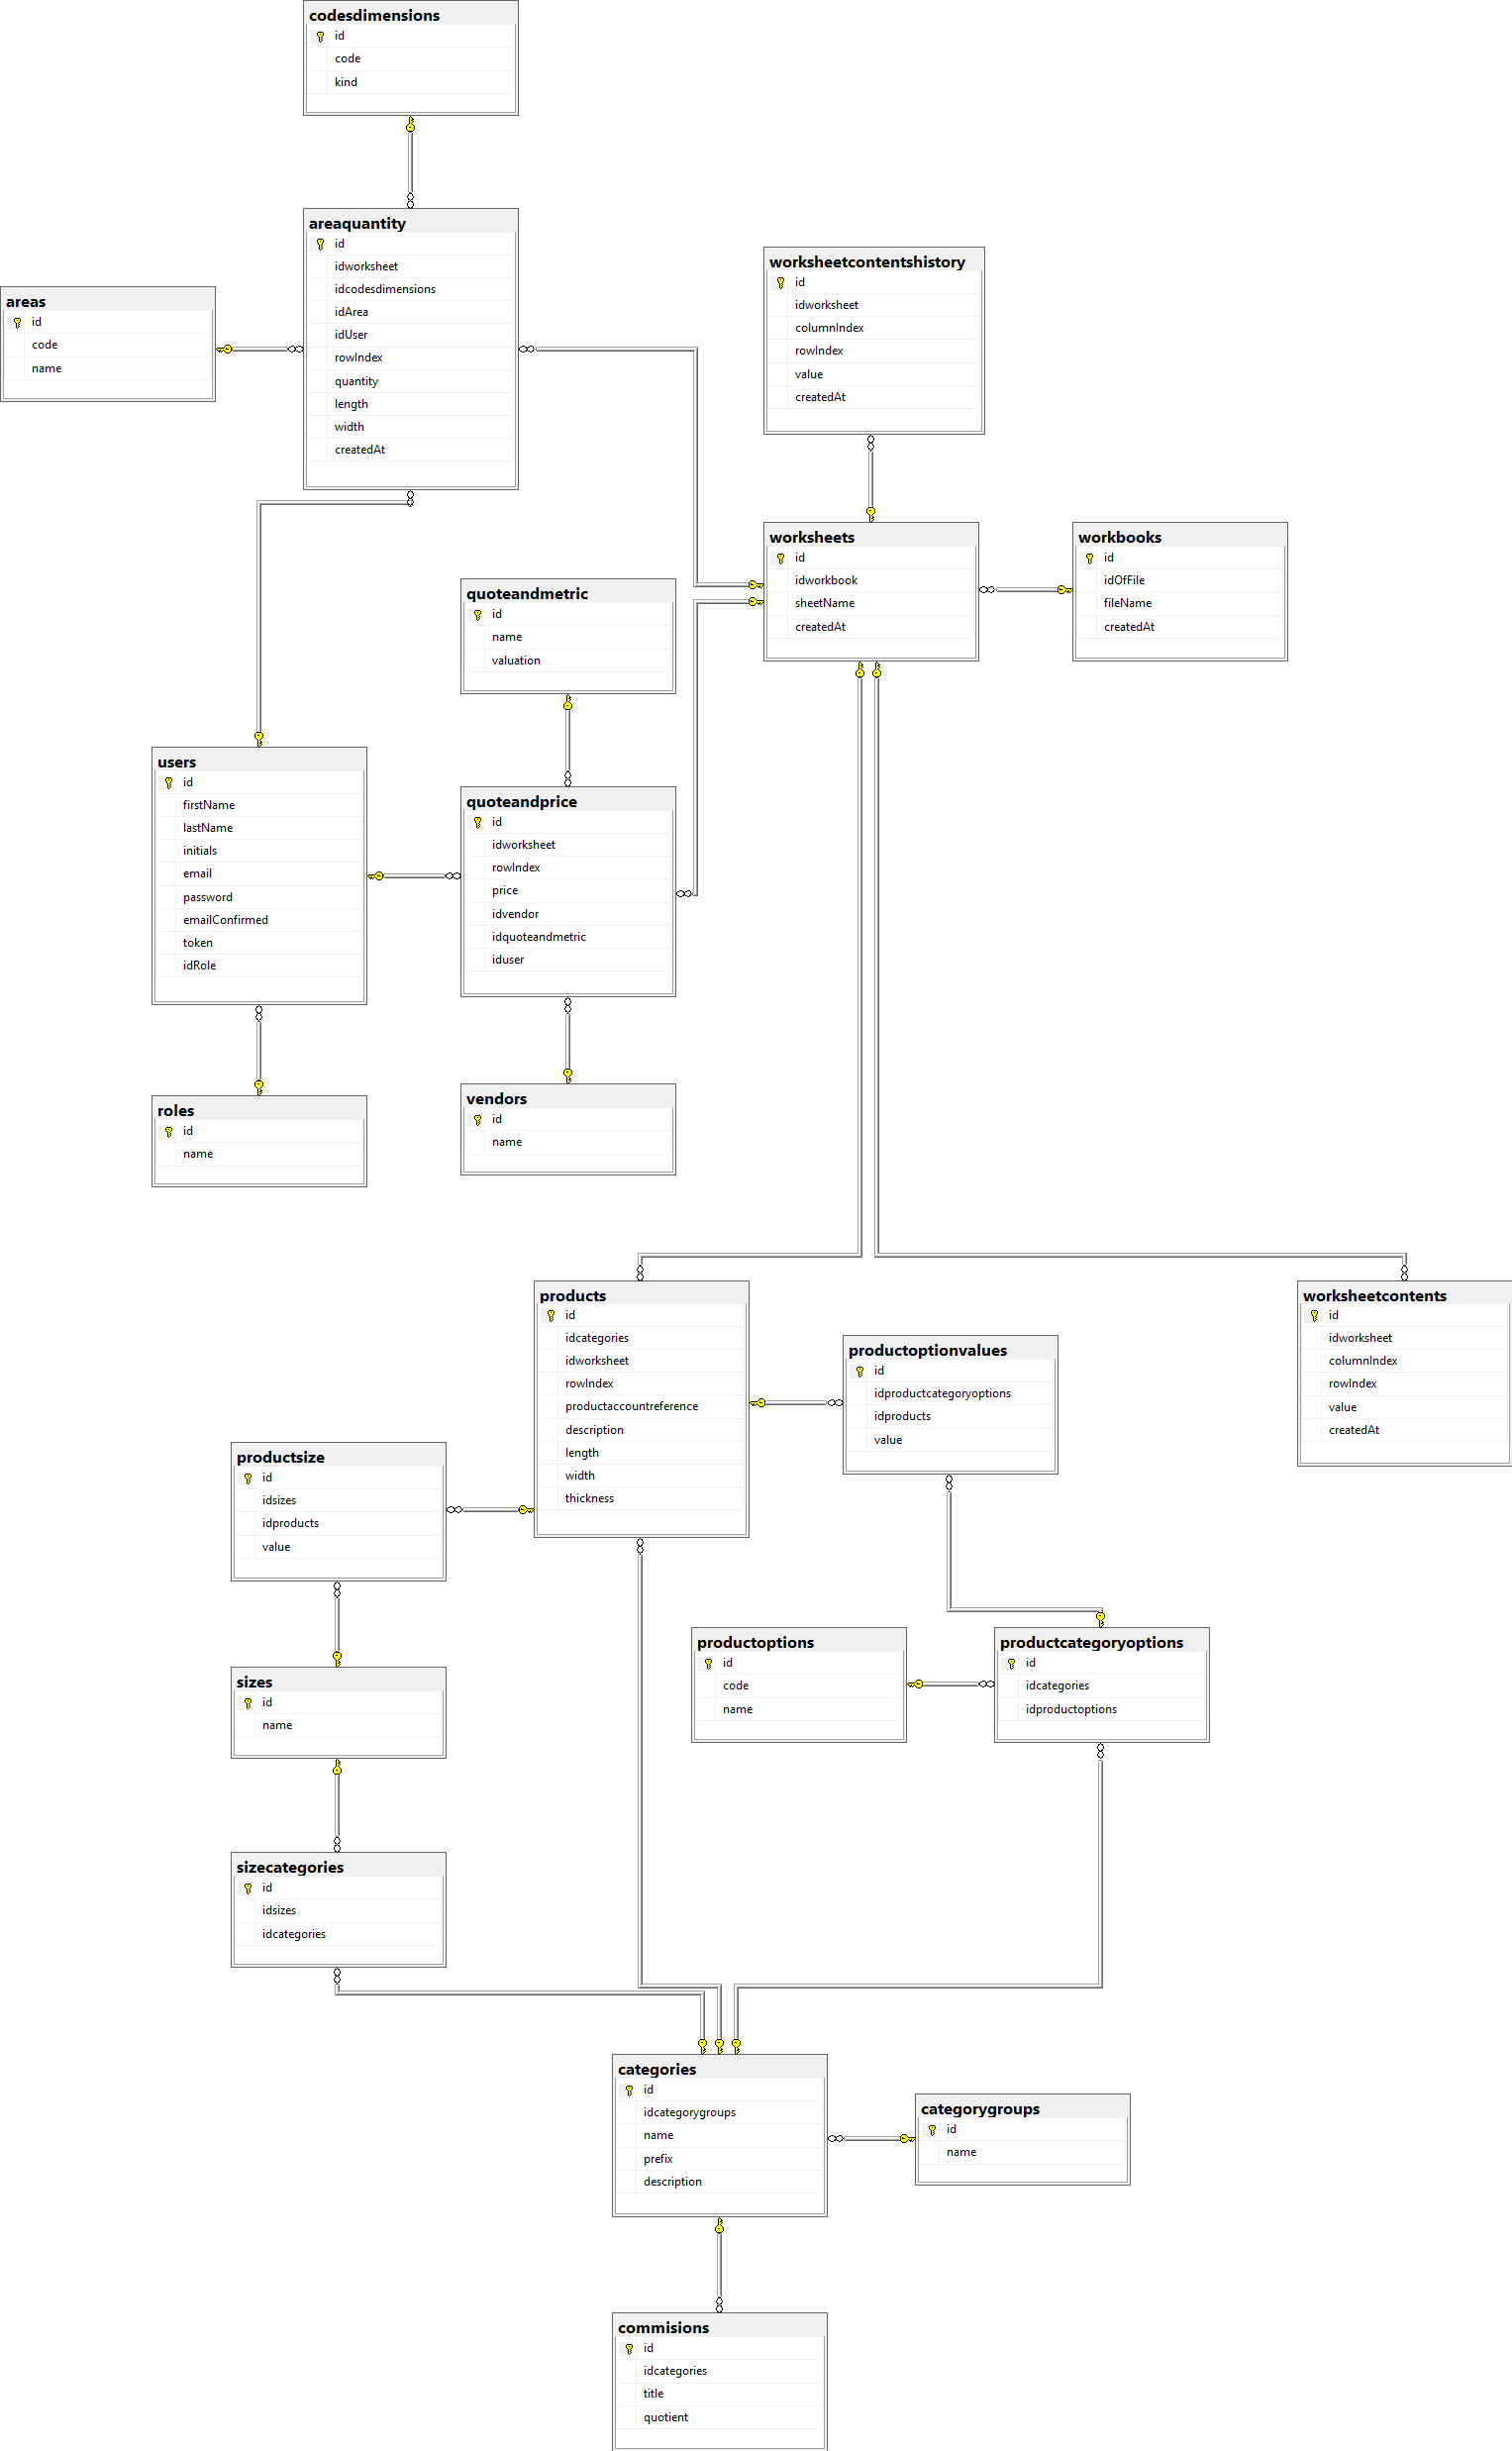 codesdimensions
id
code
kind
areaquantity
id
idworksheet
idcodesdimensions
idArea
idUser
rowIndex
quantity
length
width
createdAt
worksheetcontentshistory
id
idworksheet
columnIndex
rowIndex
value
createdAt
areas
id
code
name
worksheets
id
idworkbook
sheetName
createdAt
workbooks
id
idOfFile
fileName
createdAt
quoteandmetric
id
name
valuation
users
id
firstName
lastName
initials
email
password
emailConfirmed
token
idRole
quoteandprice
id
idworksheet
rowIndex
price
idvendor
idquoteandmetric
iduser
roles
id
name
vendors
id
name
products
id
idcategories
idworksheet
rowIndex
productaccountreference
description
length
width
thickness
worksheetcontents
id
idworksheet
columnIndex
rowIndex
value
createdAt
productoptionvalues
id
idproductcategoryoptions
idproducts
value
productsize
id
idsizes
idproducts
value
productoptions
id
code
name
productcategoryoptions
id
idcategories
idproductoptions
sizes
id
name
sizecategories
id
idsizes
idcategories
categories
id
idcategorygroups
name
prefix
description
categorygroups
id
name
commisions
id
idcategories
title
quotient